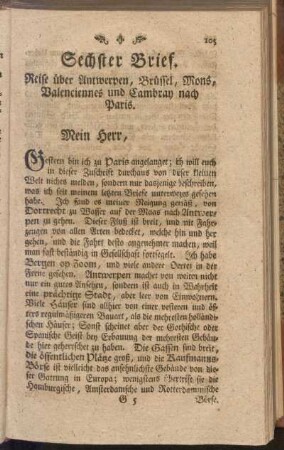 105
Sechster Brief.
Reise über Antwerpen, Brüssel, Mons,
Valenciennes und Cambray nach
Paris.
Mein Herr,
Gestern bin ich zu Paris angelanget; ich will euch
in dieser Zuschrift durchaus von dieser kleinen
Welt nichts melden, sondern nur dasjenige beschreiben,
was ich seit meinem letzten Briefe unterweges gesehen
habe. Ich fand es meiner Neigung gemäß, von
Dortrecht zu Wasser auf der Maas nach Antwer-
pen zu gehen. Dieser Fluß ist breit, und mit Fahr-
zeugen von allen Arten bedecket, welche hin und her
gehen, und die Fahrt desto angenehmer machen, weil
man fast beständig in Gesellschaft fortsegelt. Ich habe
Bergen op Zoom, und viele andere Oerter in der
Ferne gesehen. Antwerpen machet von weiten nicht
nur ein gutes Ansehen, sondern ist auch in Wahrheit
eine prächtige Stadt, aber leer von Einwohnern.
Viele Häuser sind allhier von einer vesteren und öf-
ters regelmäßigeren Bauart, als die mehresten holländi-
schen Häuser; Sonst scheinet aber der Gothische oder
Spanische Geist bey Erbauung der mehresten Gebäu-
de hier geherrschet zu haben. Die Gassen sind breit,
die öffentlichen Plätze groß, und die Kaufmanns-
Börse ist vielleicht das ansehnlichste Gebäude von die-
ser Gattung in Europa; wenigstens die
Hamburgische, Amsterdamsche und Rotterdammische
G 5 Börse.